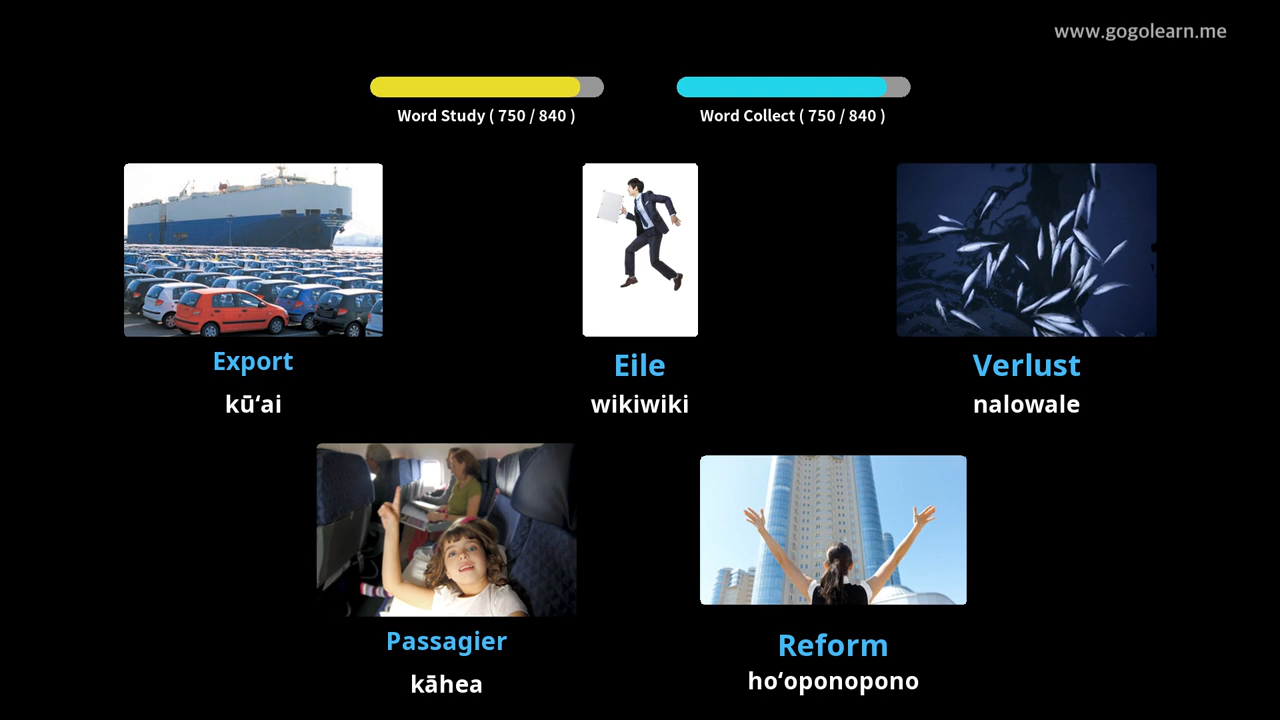 www.gogolearn.me
Word Study ( 750 / 840 )
Word Collect ( 750 / 840 )
Export
kūʻai
Eile
wikiwiki
Verlust
nalowale
Passagier
kāhea
Reform
hoʻoponopono